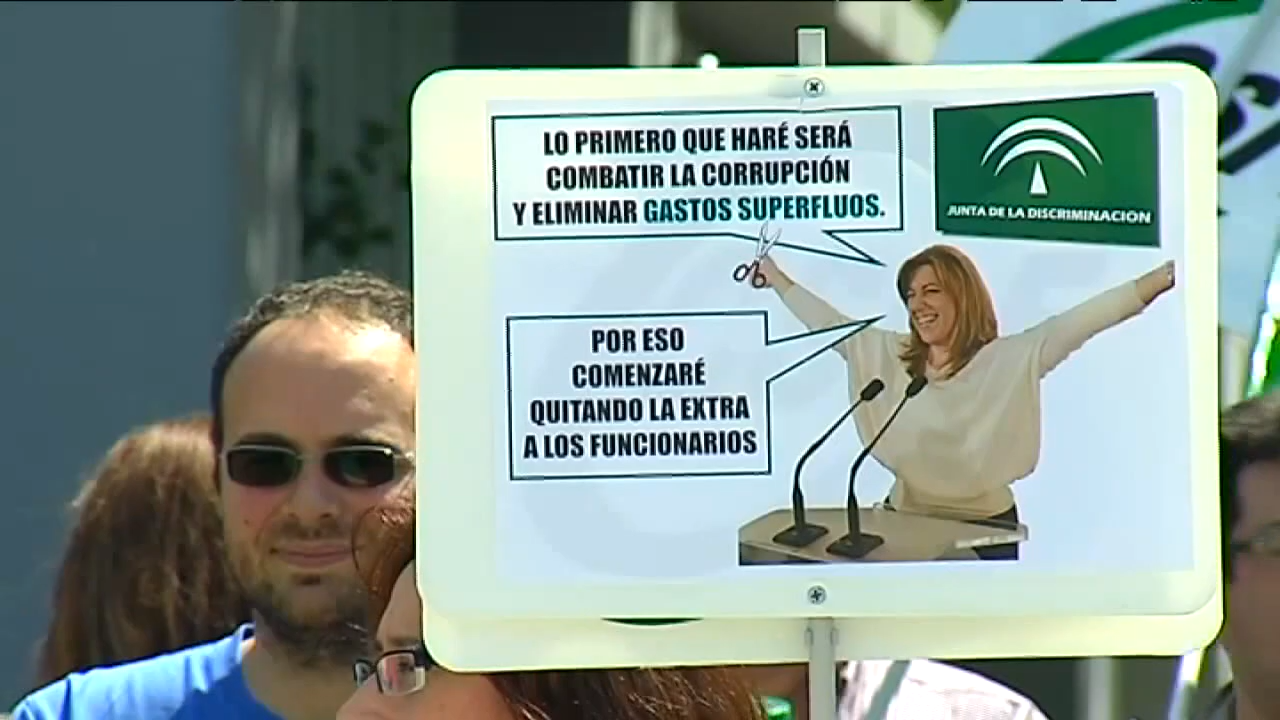 LO PRIMERO QUE HARÉ SERÁ
COMBATIR LA CORRUPCIÓN
Y ELIMINAR GASTOS SUPERFLUOS.
JUNTA DE LA DISCRIMINACION
POR ESO
COMENZARÉ
QUITANDO LA EXTRA
A LOS FUNCIONARIOS